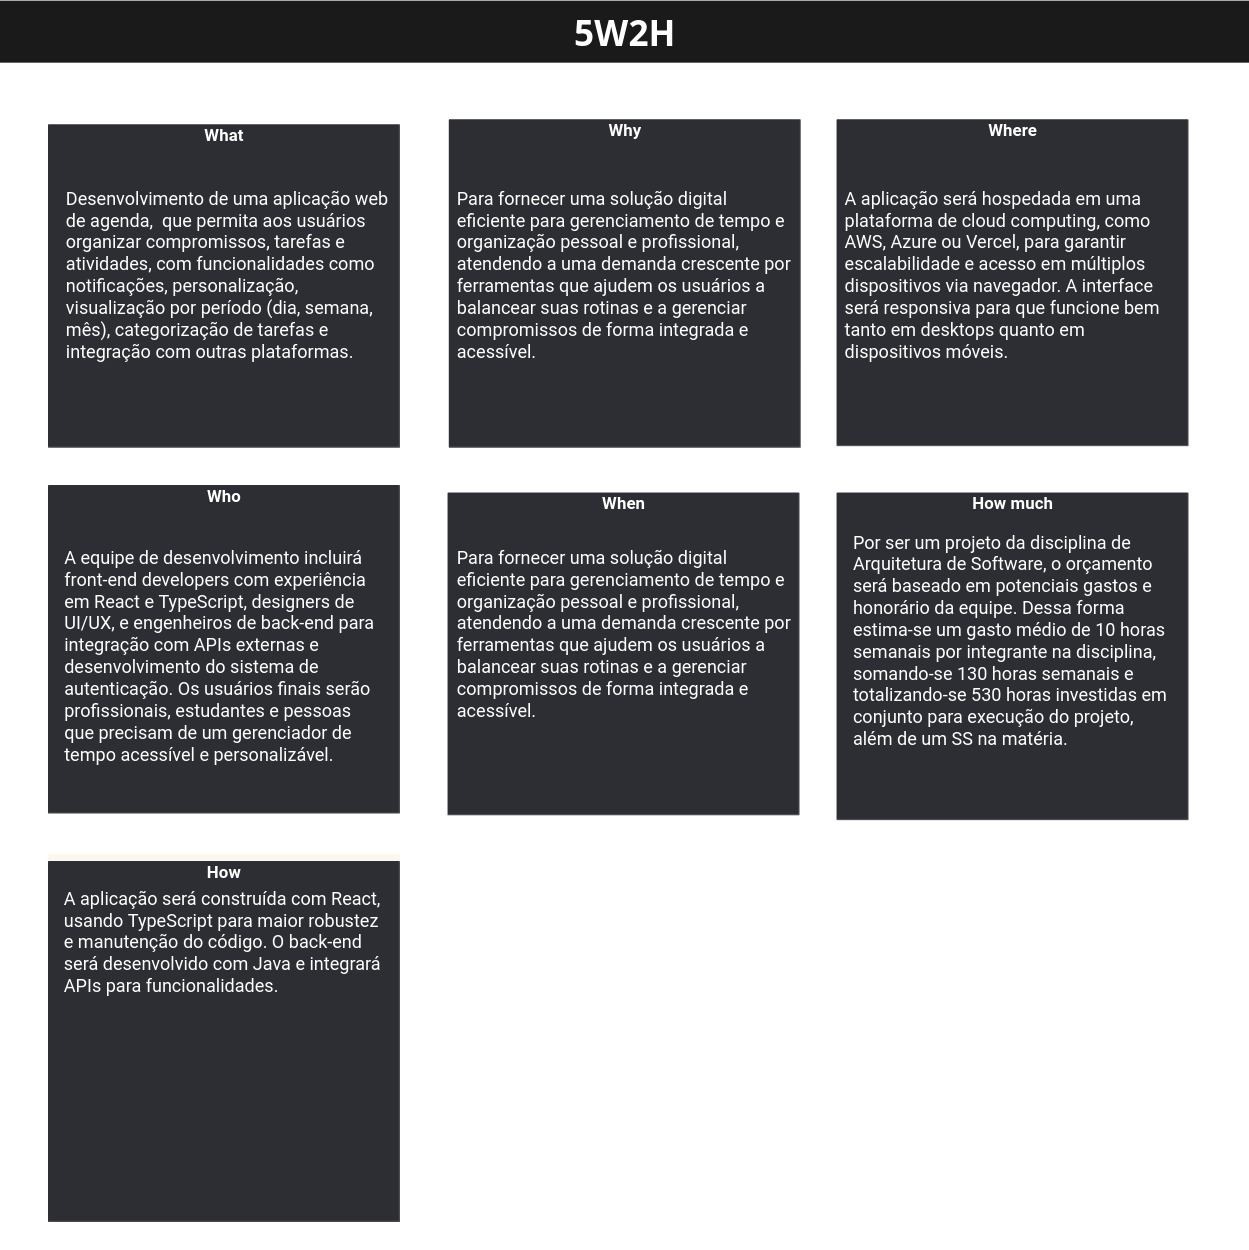 5W2H
What
Desenvolvimento de uma aplicação web
de agenda,  que permita aos usuários
organizar compromissos, tarefas e
atividades, com funcionalidades como
notificações, personalização,
visualização por período (dia, semana,
mês), categorização de tarefas e
integração com outras plataformas.
Why
Para fornecer uma solução digital
eficiente para gerenciamento de tempo e
organização pessoal e profissional,
atendendo a uma demanda crescente por
ferramentas que ajudem os usuários a
balancear suas rotinas e a gerenciar
compromissos de forma integrada e
acessível.
Where
A aplicação será hospedada em uma
plataforma de cloud computing, como
AWS, Azure ou Vercel, para garantir
escalabilidade e acesso em múltiplos
dispositivos via navegador. A interface
será responsiva para que funcione bem
tanto em desktops quanto em
dispositivos móveis.
Who
A equipe de desenvolvimento incluirá
front-end developers com experiência
em React e TypeScript, designers de
UI/UX, e engenheiros de back-end para
integração com APIs externas e
desenvolvimento do sistema de
autenticação. Os usuários finais serão
profissionais, estudantes e pessoas
que precisam de um gerenciador de
tempo acessível e personalizável.
When
Para fornecer uma solução digital
eficiente para gerenciamento de tempo e
organização pessoal e profissional,
atendendo a uma demanda crescente por
ferramentas que ajudem os usuários a
balancear suas rotinas e a gerenciar
compromissos de forma integrada e
acessível.
How much
Por ser um projeto da disciplina de
Arquitetura de Software, o orçamento
será baseado em potenciais gastos e
honorário da equipe. Dessa forma
estima-se um gasto médio de 10 horas
semanais por integrante na disciplina,
somando-se 130 horas semanais e
totalizando-se 530 horas investidas em
conjunto para execução do projeto,
além de um SS na matéria.
How
A aplicação será construída com React,
usando TypeScript para maior robustez
e manutenção do código. O back-end
será desenvolvido com Java e integrará
APIs para funcionalidades.